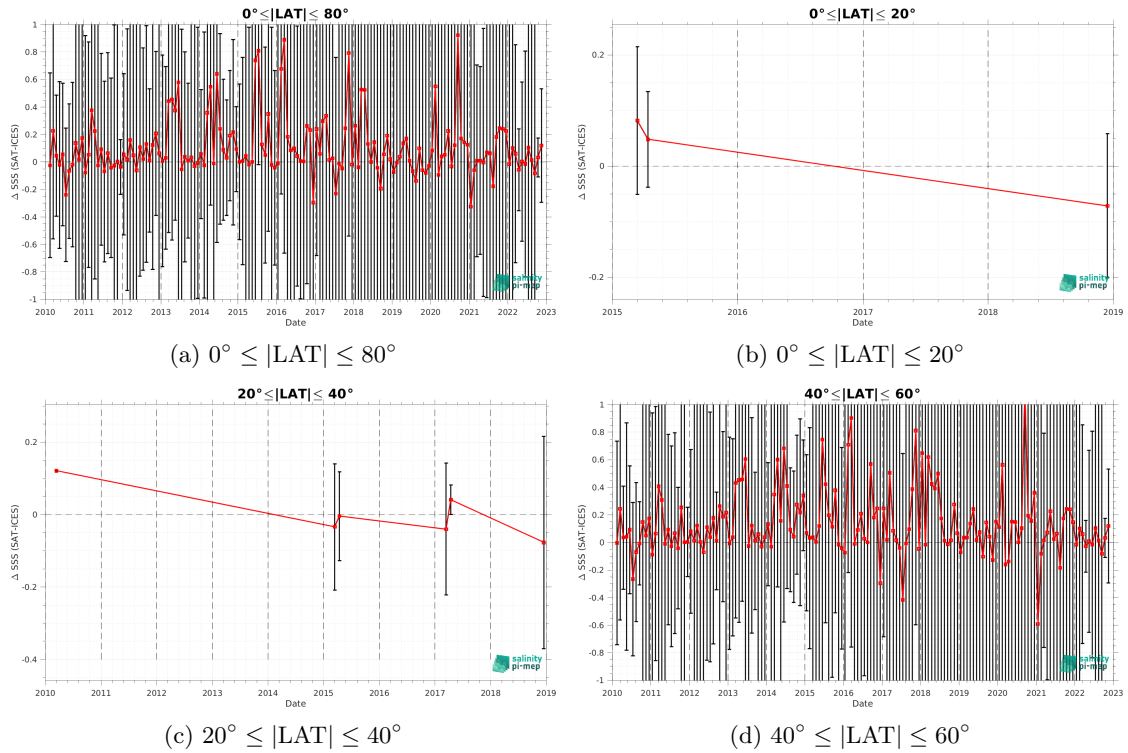 0°≤|LAT|≤ 80°
Δ SSS (SAT-ICES)
1
0.8
0.6
0.4
0.2
0
-0.2
-0.4
-0.6
-0.8
-1
2010 2011 2012 2013 2014 2015 2016 2017 2018 2019 2020 2021 2022 2023
Date
salinity
pi-mep
(a) 0° ≤ |LAT| ≤ 80°
0°≤|LAT|≤ 20°
Δ SSS (SAT-ICES)
0.2
0
-0.2
2015 2016 2017 2018 2019
Date
salinity
pi-mep
(b) 0° ≤ |LAT| ≤ 20°
20°≤|LAT|≤ 40°
Δ SSS (SAT-ICES)
0.2
0
-0.2
-0.4
2010 2011 2012 2013 2014 2015 2017 2018 2019
Date
salinity
pi-mep
(c) 20° ≤ |LAT| ≤ 40°
40°≤|LAT|≤ 60°
Δ SSS (SAT-ICES)
1
0.8
0.6
0.4
0.2
0
-0.2
-0.4
-0.6
-0.8
-1
2010 2011 2012 2013 2014 2015 2016 2017 2018 2019 2020 2021 2022 2023
Date
salinity
pi-mep
(d) 40° ≤ |LAT| ≤ 60°